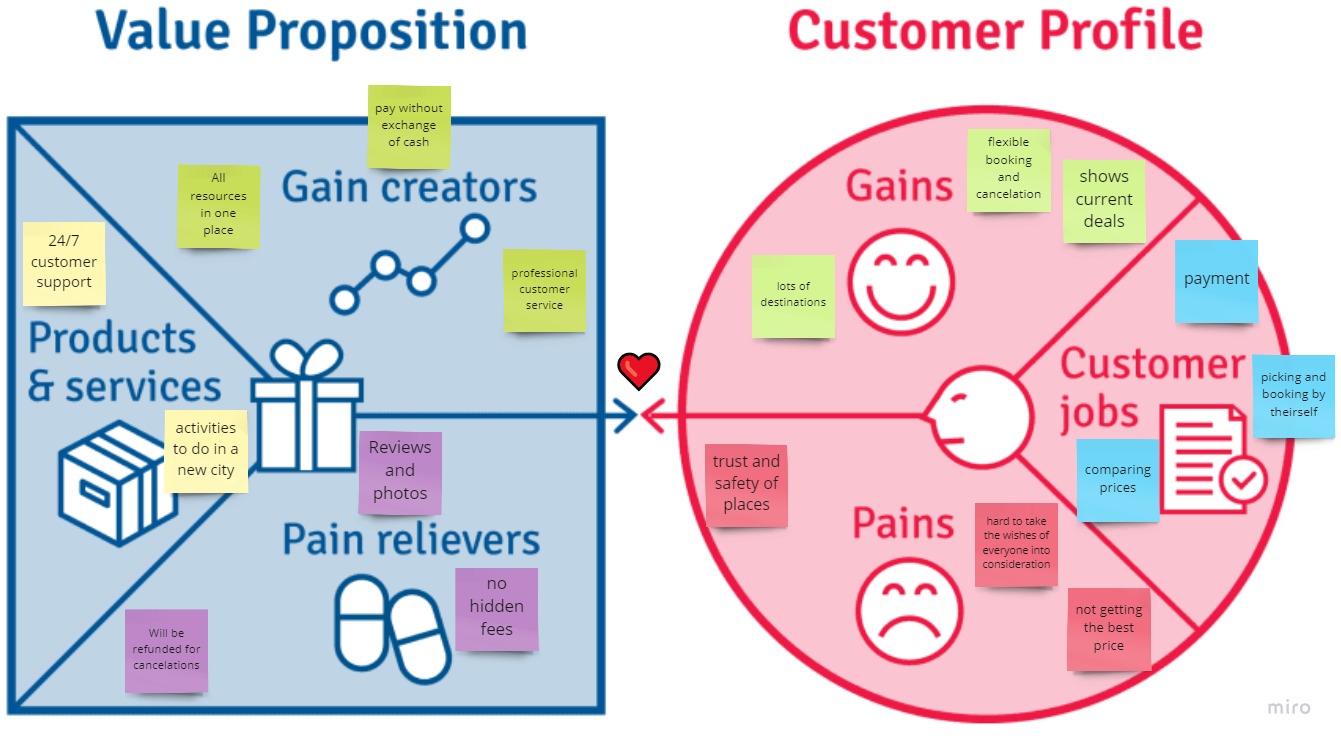 Value Proposition
Customer Profile
pay without
exchange
of cash
All
resources
in one
place
Gain creators
24/7
customer
support
professional
customer
service
Products
& services
activities
to do in a
new city
Reviews
and
photos
Pain relievers
no
hidden
fees
Will be
refunded for
cancelations
Gains
flexible
booking
and
cancelation
shows
current
deals
lots of
destinations
payment
Customer
jobs
picking and
booking by
theirself
comparing
prices
trust and
safety of
places
Pains
hard to take
the wishes of
everyone into
consideration
not getting
the best
price
miro